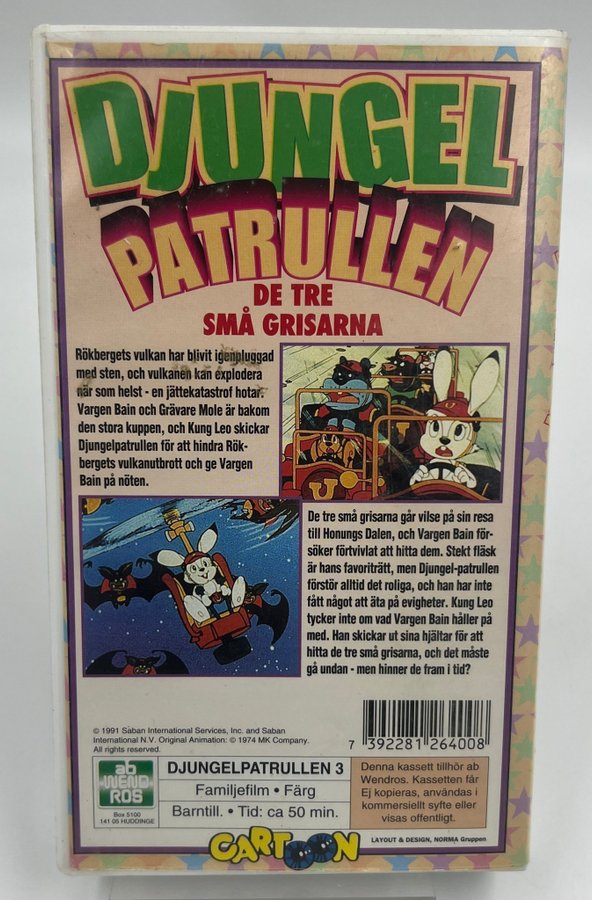 DJUNGEL
PATRULLEN
DE TRE
SMÅ GRISARNA
Rökbergets vulkan har blivit igenpluggad
med sten, och vulkanen kan explodera
när som helst - en jättekatastrof hotar.
Vargen Bain och Grävare Mole är bakom
den stora kuppen, och Kung Leo skickar
Djungelpatrullen för att hindra Rök-
bergets vulkanutbrott och ge Vargen
Bain på nöten.
De tre små grisarna går vilse på sin resa
till Honungs Dalen, och Vargen Bain för-
söker förtvivlat att hitta dem. Stekt fläsk
är hans favoriträtt, men Djungel-patrullen
förstör alltid det roliga, och han har inte
fått något att äta på evigheter. Kung Leo
tycker inte om vad Vargen Bain håller på
med. Han skickar ut sina hjältar för att
hitta de tre små grisarna, och det måste
gå undan - men hinner de fram i tid?
© 1991 Saban International Services, Inc. and Saban
International N.V. Original Animation: © 1974 MK Company.
All rights reserved.
7 392281 264008
ab
WEND
ROS
Box 5100
141 05 HUDDINGE
DJUNGELPATRULLEN 3
Familjefilm • Färg
Barntill. • Tid: ca 50 min.
Denna kassett tillhör ab
Wendros. Kassetten får
Ej kopieras, användas i
kommersiellt syfte eller
visas offentligt.
CARTOON
LAYOUT & DESIGN, NORMA Gruppen